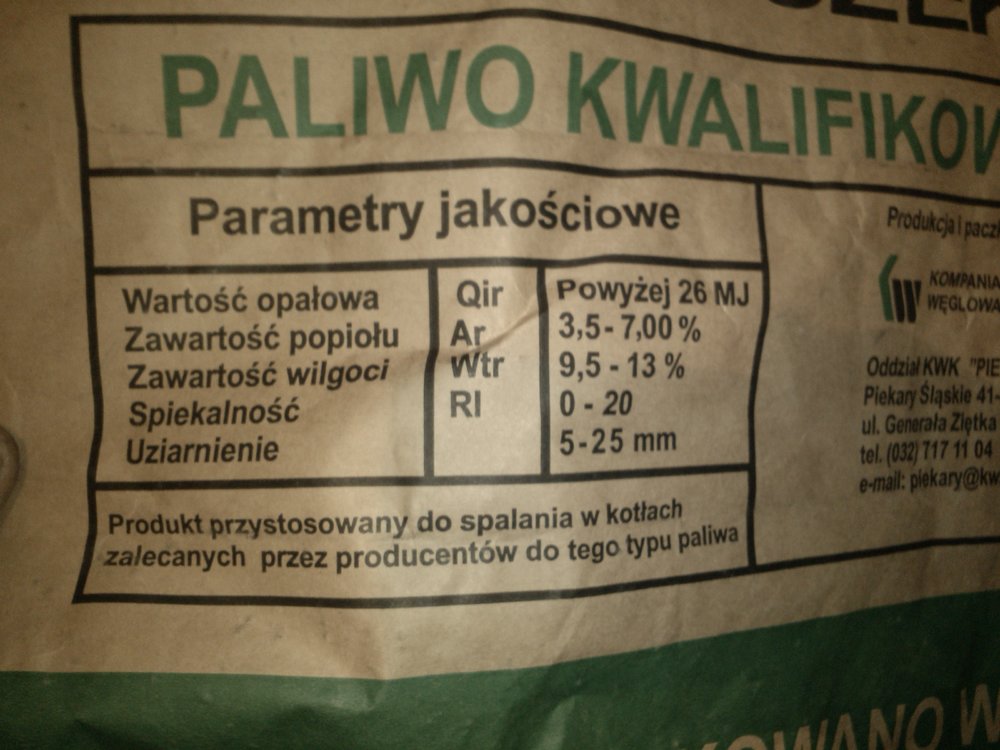 PALIWO KWALIFIKOW
Parametry jakościowe
Wartość opałowa Qir Powyżej 26 MJ
Zawartość popiołu Ar 3,5- 7,00 %
Zawartość wilgoci Wtr 9,5 - 13 %
Spiekalność RI 0 - 20
Uziarnienie 5-25 mm
Produkt przystosowany do spalania w kotłach
zalecanych przez producentów do tego typu paliwa
Produkcja i pacz
KOMPANIA
WĘGLOWA
Oddział KWK "PIE
Piekary Śląskie 41-
ul. Generała Ziętka
tel. (032) 717 11 04
e-mail: piekary@kw
KOWANO W